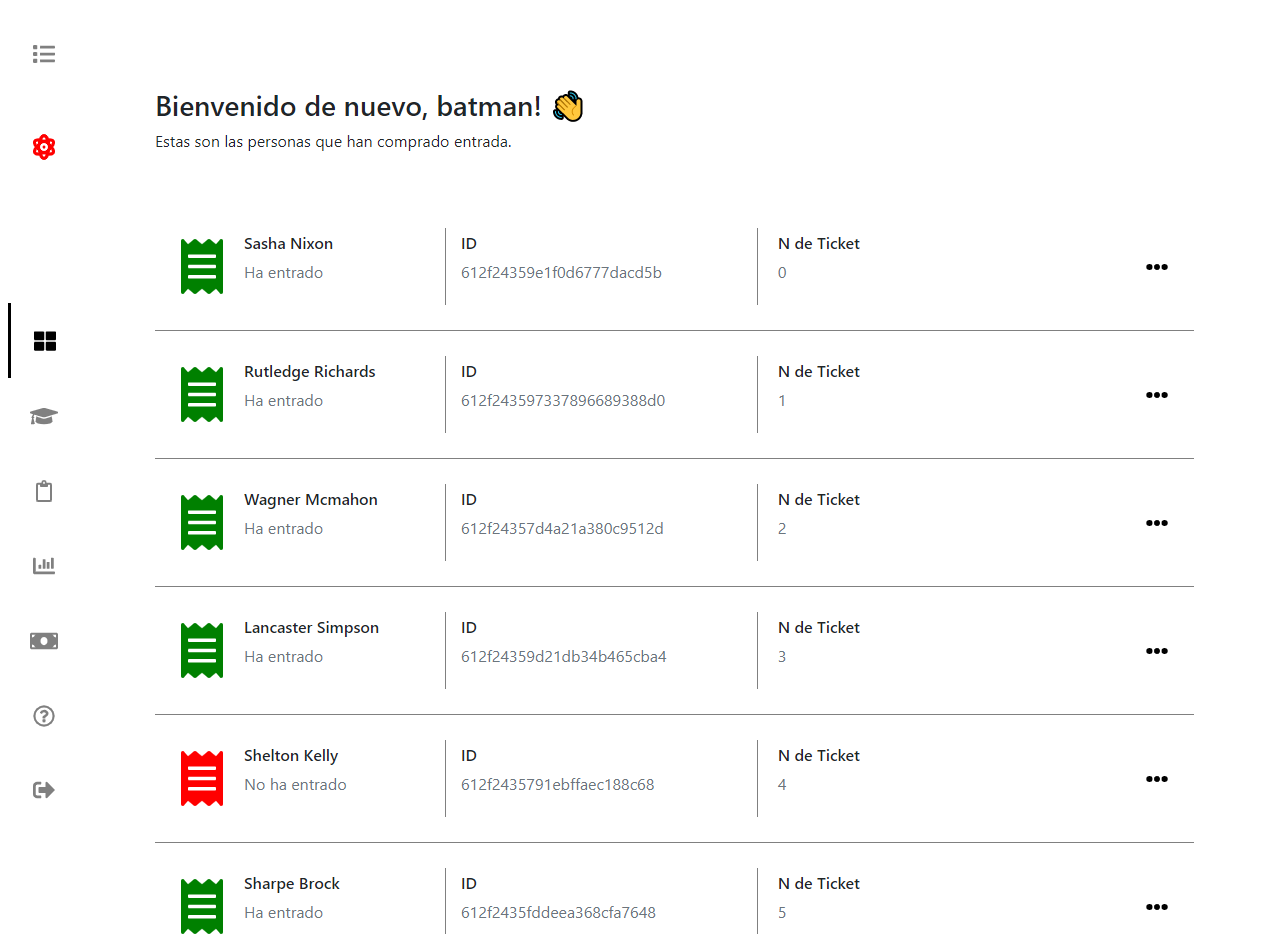 Bienvenido de nuevo, batman! 👋
Estas son las personas que han comprado entrada.
Sasha Nixon
Ha entrado
ID
612f24359e1f0d6777dacd5b
N de Ticket
0
Rutledge Richards
Ha entrado
ID
612f243597337896689388d0
N de Ticket
1
Wagner Mcmahon
Ha entrado
ID
612f24357d4a21a380c9512d
N de Ticket
2
Lancaster Simpson
Ha entrado
ID
612f24359d21db34b465cba4
N de Ticket
3
Shelton Kelly
No ha entrado
ID
612f2435791ebffaec188c68
N de Ticket
4
Sharpe Brock
Ha entrado
ID
612f2435fddeea368cfa7648
N de Ticket
5